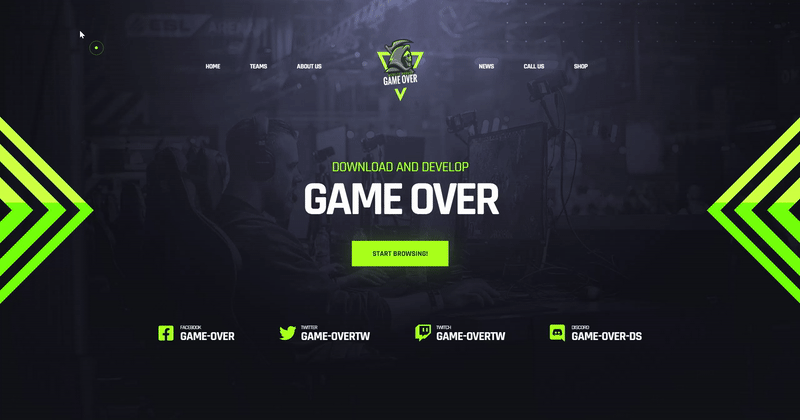 HOME
TEAMS
ABOUT US
GAME OVER
NEWS
CALL US
SHOP
DOWNLOAD AND DEVELOP
GAME OVER
START BROWSING!
FACEBOOK
GAME-OVER
TWITTER
GAME-OVERTW
TWITCH
GAME-OVERTW
DISCORD
GAME-OVER-DS